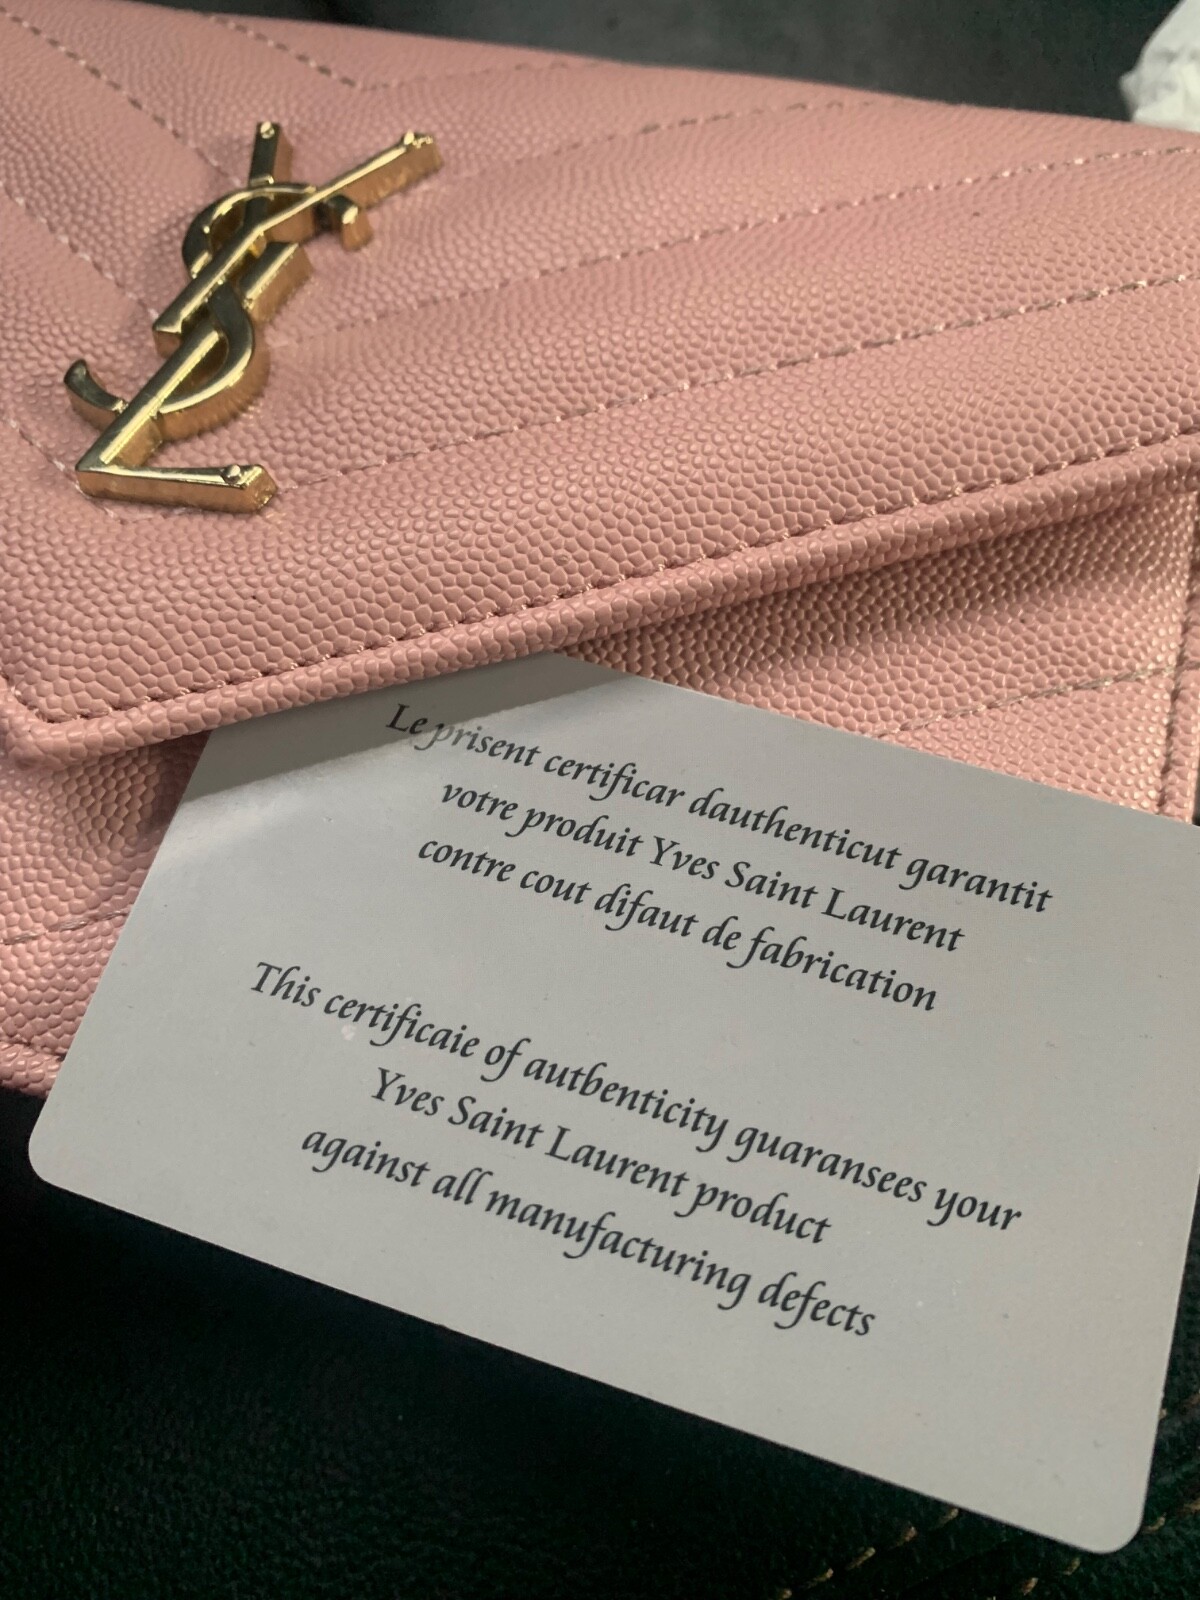 YSL
Le prisent certificar dauthenticut garantit
votre produit Yves Saint Laurent
contre cout difaut de fabrication
This certificaie of autbenticity guaransees your
Yves Saint Laurent product
against all manufacturing defects